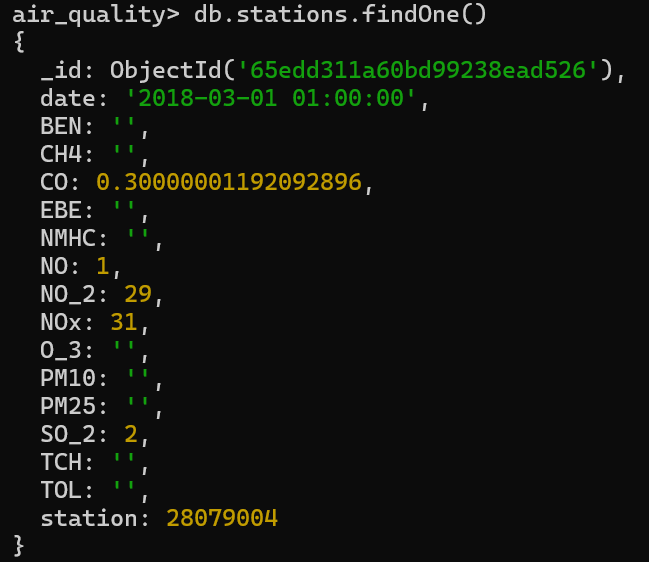 air_quality> db.stations.findOne()
{
  _id: ObjectId('65edd311a60bd99238ead526'),
  date: '2018-03-01 01:00:00',
  BEN: '',
  CH4: '',
  CO: 0.30000001192092896,
  EBE: '',
  NMHC: '',
  NO: 1,
  NO_2: 29,
  NOx: 31,
  O_3: '',
  PM10: '',
  PM25: '',
  SO_2: 2,
  TCH: '',
  TOL: '',
  station: 28079004
}